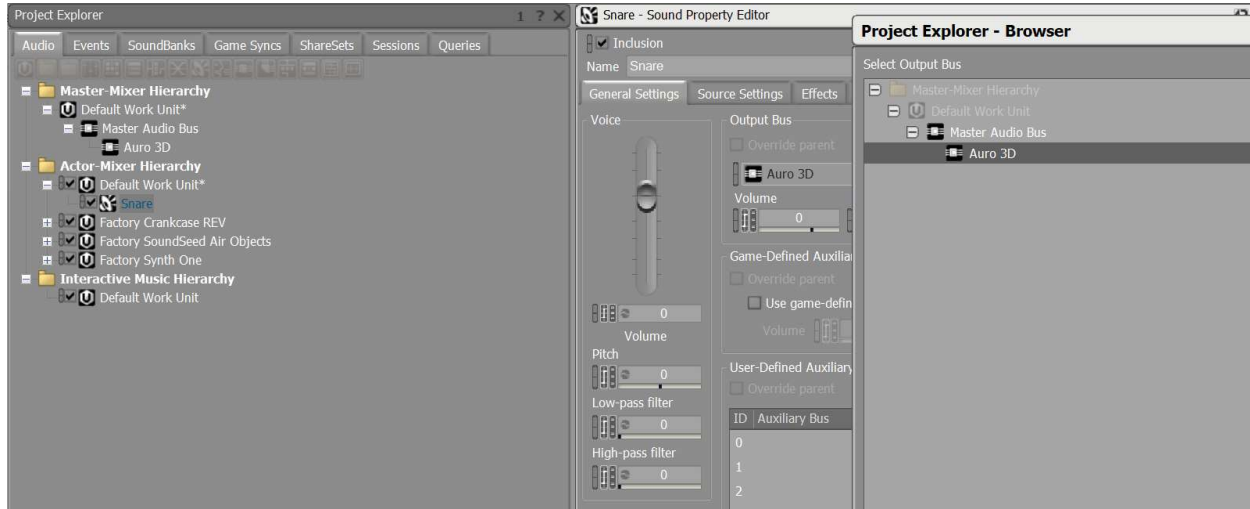 Project Explorer 1 ? X
Audio Events SoundBanks Game Syncs ShareSets Sessions Queries
Master-Mixer Hierarchy
Default Work Unit*
Master Audio Bus
Auro 3D
Actor-Mixer Hierarchy
Default Work Unit*
Snare
Factory Crankcase REV
Factory SoundSeed Air Objects
Factory Synth One
Interactive Music Hierarchy
Default Work Unit
Snare - Sound Property Editor
Inclusion
Name Snare
General Settings Source Settings Effects
Voice
0
Volume
Pitch
0
Low-pass filter
0
High-pass filter
0
Output Bus
Override parent
Auro 3D
Volume
0
Game-Defined Auxilia
Override parent
Use game-defin
Volume
User-Defined Auxiliary
Override parent
ID Auxiliary Bus
0
1
2
Project Explorer - Browser
Select Output Bus
Master-Mixer Hierarchy
Default Work Unit
Master Audio Bus
Auro 3D